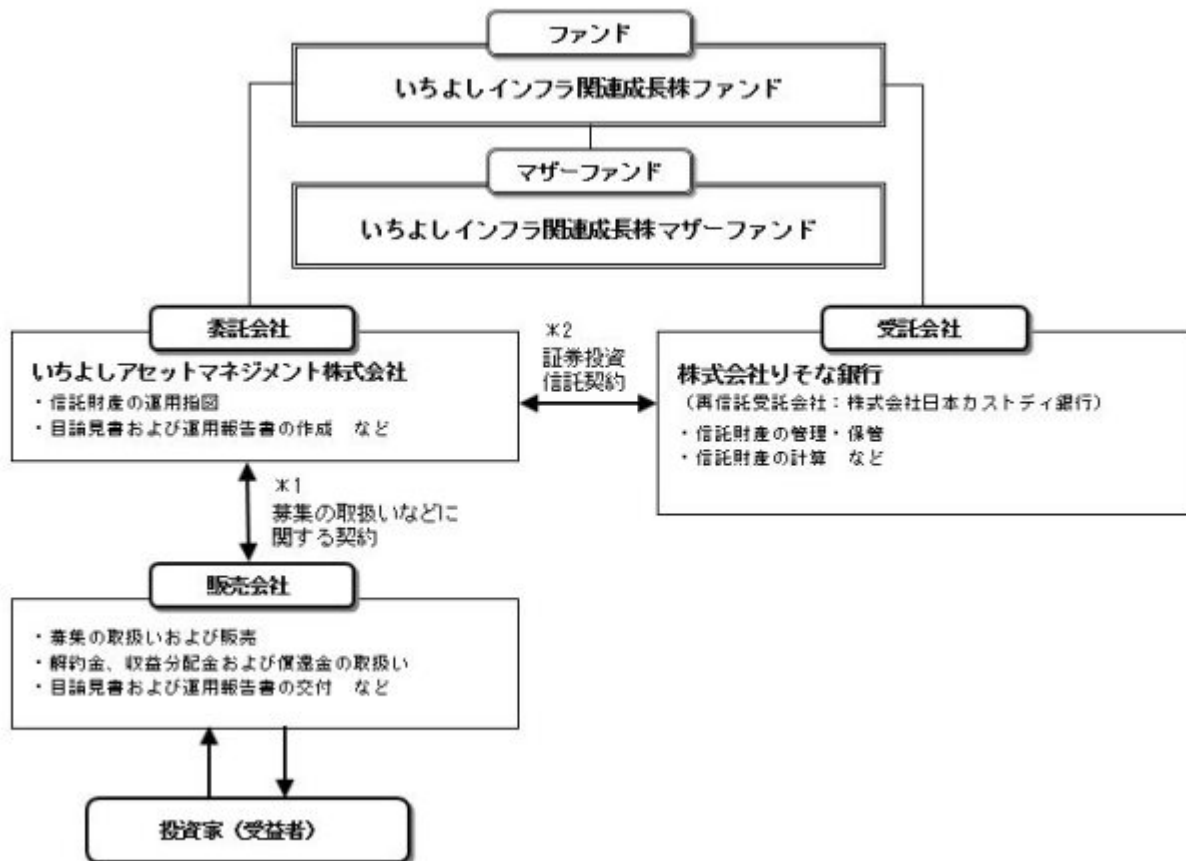 ファンド
いちよしインフラ関連成長株ファンド
マザーファンド
いちよしインフラ関連成長株マザーファンド
委託会社
いちよしアセットマネジメント株式会社
・信託財産の運用指図
・目論見書および運用報告書の作成 など
*2
証券投資
信託契約
受託会社
株式会社りそな銀行
(再信託受託会社:株式会社日本カストディ銀行)
・信託財産の管理・保管
・信託財産の計算 など
*1
募集の取扱いなどに
関する契約
販売会社
・募集の取扱いおよび販売
・解約金、収益分配金および償還金の取扱い
・目論見書および運用報告書の交付 など
投資家(受益者)